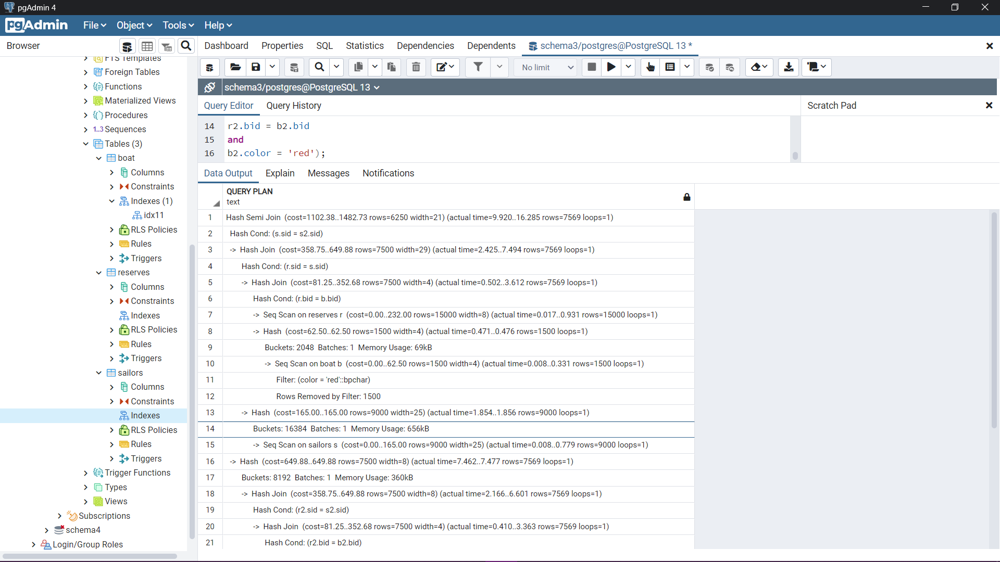 pgAdmin 4
pgAdmin File Object Tools Help
Browser
Dashboard Properties SQL Statistics Dependencies Dependents schema3/postgres@PostgreSQL 13 *
No limit
schema3/postgres@PostgreSQL 13
Query Editor Query History
Scratch Pad
14 r2.bid = b2.bid
15 and
16 b2.color = 'red');
Data Output Explain Messages Notifications
QUERY PLAN
text
1 Hash Semi Join (cost=1102.38..1482.73 rows=6250 width=21) (actual time=9.920..16.285 rows=7569 loops=1)
2 Hash Cond: (s.sid = s2.sid)
3 -> Hash Join (cost=358.75..649.88 rows=7500 width=29) (actual time=2.425..7.494 rows=7569 loops=1)
4 Hash Cond: (r.sid = s.sid)
5 -> Hash Join (cost=81.25..352.68 rows=7500 width=4) (actual time=0.502..3.612 rows=7569 loops=1)
6 Hash Cond: (r.bid = b.bid)
7 -> Seq Scan on reserves r (cost=0.00..232.00 rows=15000 width=8) (actual time=0.017..0.931 rows=15000 loops=1)
8 -> Hash (cost=62.50..62.50 rows=1500 width=4) (actual time=0.471..0.476 rows=1500 loops=1)
9 Buckets: 2048 Batches: 1 Memory Usage: 69kB
10 -> Seq Scan on boat b (cost=0.00..62.50 rows=1500 width=4) (actual time=0.008..0.331 rows=1500 loops=1)
11 Filter: (color = 'red'::bpchar)
12 Rows Removed by Filter: 1500
13 -> Hash (cost=165.00..165.00 rows=9000 width=25) (actual time=1.854..1.856 rows=9000 loops=1)
14 Buckets: 16384 Batches: 1 Memory Usage: 656kB
15 -> Seq Scan on sailors s (cost=0.00..165.00 rows=9000 width=25) (actual time=0.008..0.779 rows=9000 loops=1)
16 -> Hash (cost=649.88..649.88 rows=7500 width=8) (actual time=7.462..7.477 rows=7569 loops=1)
17 Buckets: 8192 Batches: 1 Memory Usage: 360kB
18 -> Hash Join (cost=358.75..649.88 rows=7500 width=8) (actual time=2.166..6.601 rows=7569 loops=1)
19 Hash Cond: (r2.sid = s2.sid)
20 -> Hash Join (cost=81.25..352.68 rows=7500 width=4) (actual time=0.410..3.363 rows=7569 loops=1)
21 Hash Cond: (r2.bid = b2.bid)
FTS Templates
Foreign Tables
Functions
Materialized Views
Procedures
1..3 Sequences
Tables (3)
boat
Columns
Constraints
Indexes (1)
idx11
RLS Policies
Rules
Triggers
reserves
Columns
Constraints
Indexes
RLS Policies
Rules
Triggers
sailors
Columns
Constraints
Indexes
RLS Policies
Rules
Triggers
Trigger Functions
Types
Views
Subscriptions
schema4
Login/Group Roles